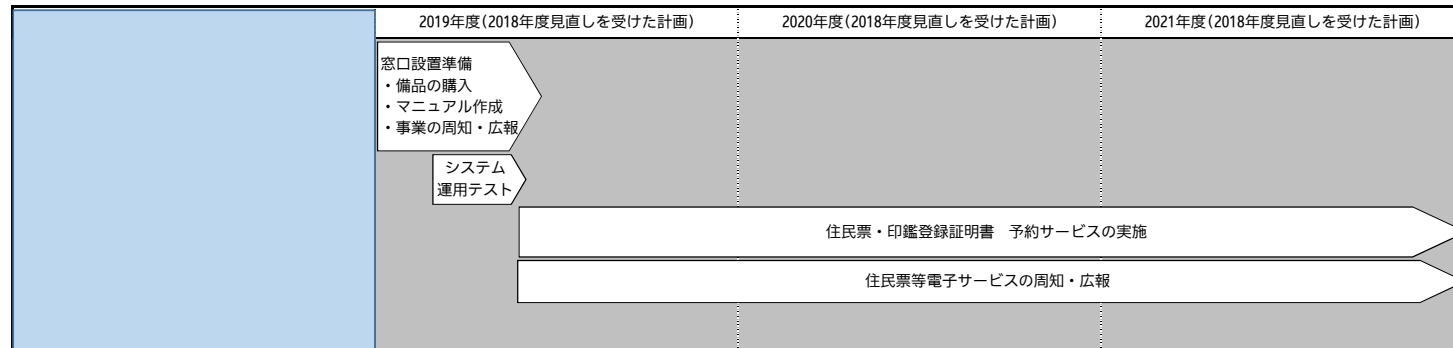 2019年度(2018年度見直しを受けた計画)
2020年度(2018年度見直しを受けた計画)
2021年度(2018年度見直しを受けた計画)
窓口設置準備
・備品の購入
・マニュアル作成
・事業の周知・広報
システム
運用テスト
住民票・印鑑登録証明書　予約サービスの実施
住民票等電子サービスの周知・広報